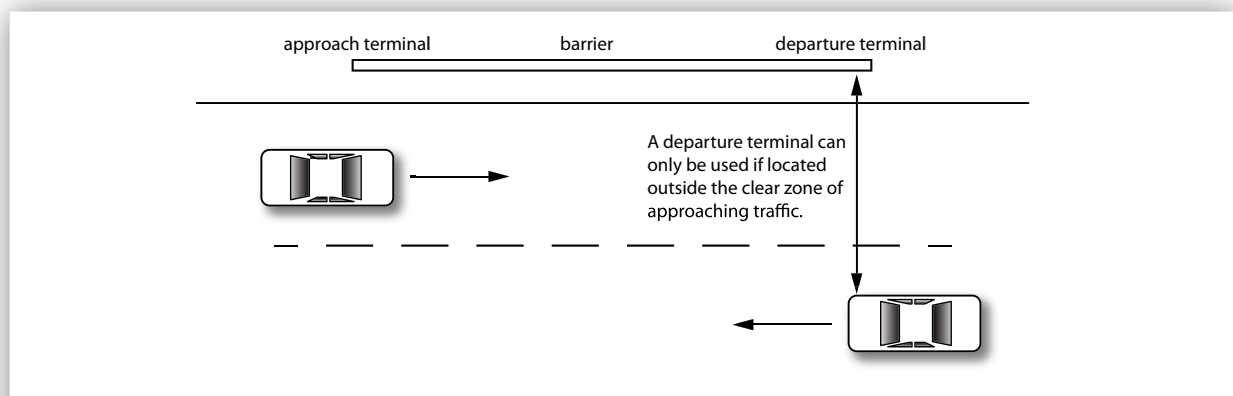 approach terminal barrier departure terminal
A departure terminal can
only be used if located
outside the clear zone of
approaching traffic.